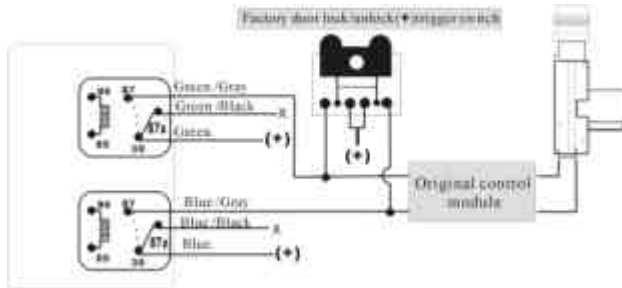 Factory door lock/unlock(+)trigger switch
86
87
Green /Gray
Green /Black
x
87a
Green
(+)
85
30
(+)
Original control
module
86
87
Blue /Gray
Blue /Black
x
87a
Blue
(+)
85
30